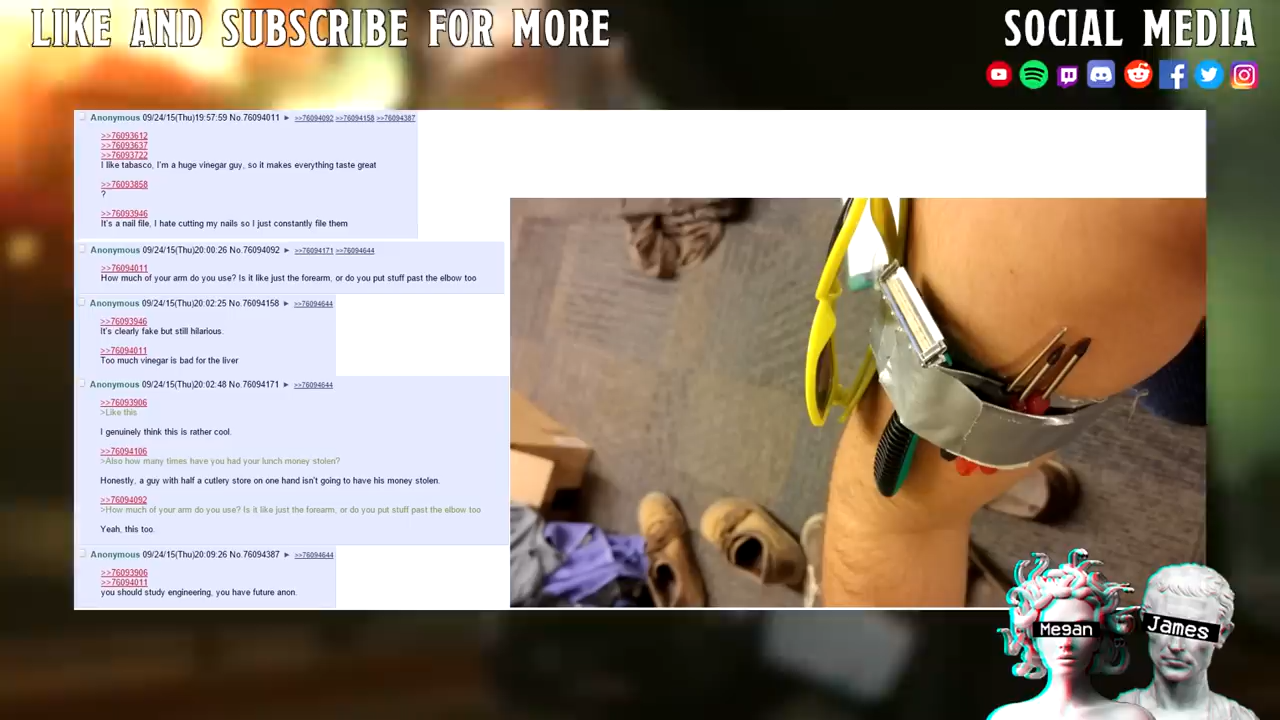 LIKE AND SUBSCRIBE FOR MORE
SOCIAL MEDIA
Anonymous 09/24/15(Thu)19:57:59 No.76094011 ► >>76094092 >>76094158 >>76094387
>>76093612
>>76093637
>>76093722
I like tabasco, I'm a huge vinegar guy, so it makes everything taste great
>>76093858
?
>>76093946
It's a nail file, I hate cutting my nails so I just constantly file them
Anonymous 09/24/15(Thu)20:00:26 No.76094092 ► >>76094171 >>76094644
>>76094011
How much of your arm do you use? Is it like just the forearm, or do you put stuff past the elbow too
Anonymous 09/24/15(Thu)20:02:25 No.76094158 ► >>76094644
>>76093946
It's clearly fake but still hilarious.
>>76094011
Too much vinegar is bad for the liver
Anonymous 09/24/15(Thu)20:02:48 No.76094171 ► >>76094644
>>76093906
>Like this
I genuinely think this is rather cool.
>>76094106
>Also how many times have you had your lunch money stolen?
Honestly, a guy with half a cutlery store on one hand isn't going to have his money stolen.
>>76094092
>How much of your arm do you use? Is it like just the forearm, or do you put stuff past the elbow too
Yeah, this too.
Anonymous 09/24/15(Thu)20:09:26 No.76094387 ► >>76094644
>>76093906
>>76094011
you should study engineering, you have future anon.
Megan
James